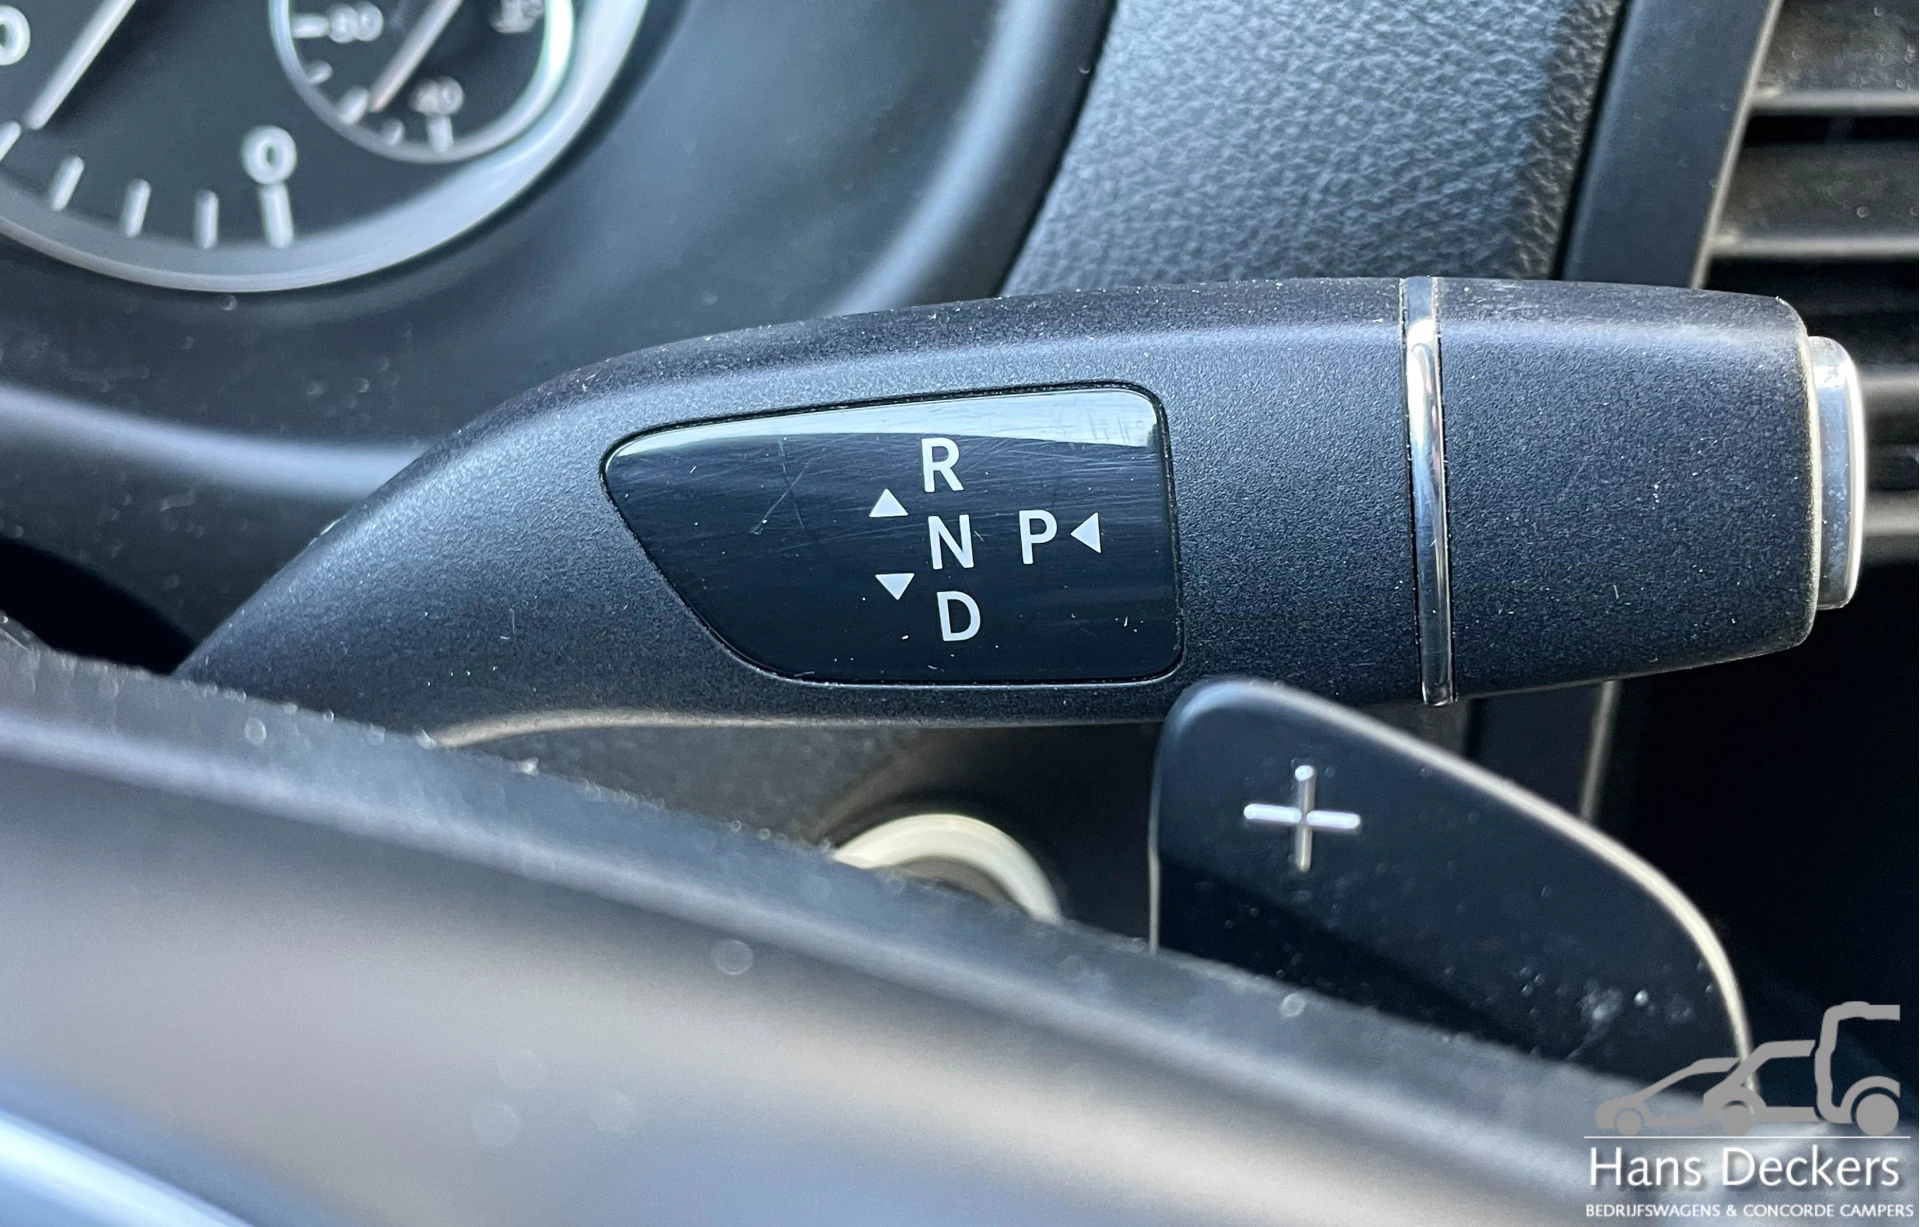 80
40
0
R
N P
D
+
Hans Deckers
BEDRIJFSWAGENS & CONCORDE CAMPERS